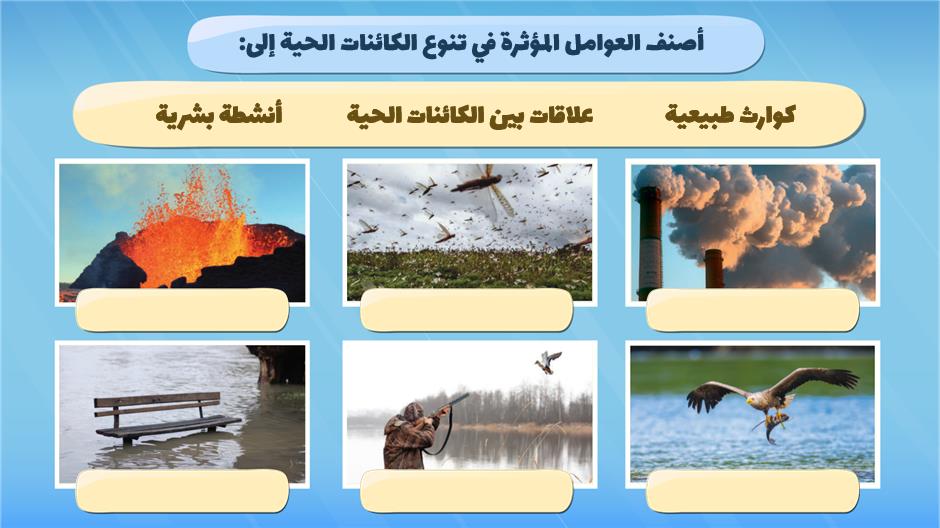 أصنف العوامل المؤثرة في تنوع الكائنات الحية إلى:
كوارث طبيعية
علاقات بين الكائنات الحية
أنشطة بشرية